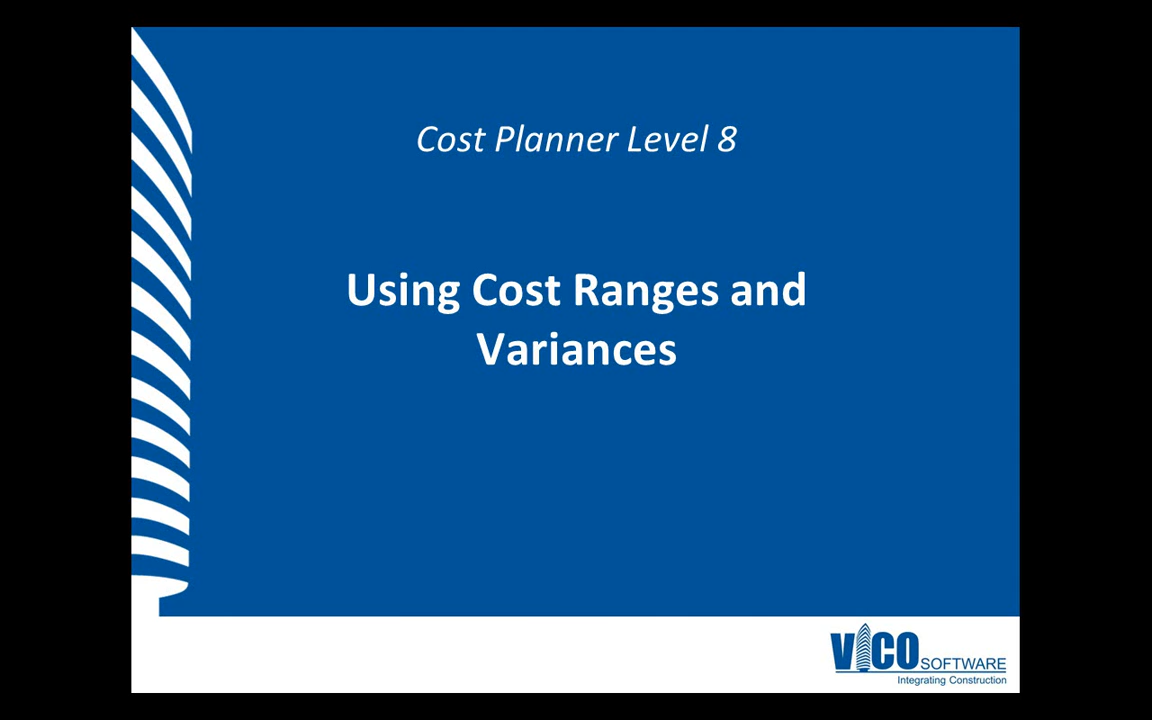 Cost Planner Level 8
Using Cost Ranges and
Variances
VICO SOFTWARE
Integrating Construction